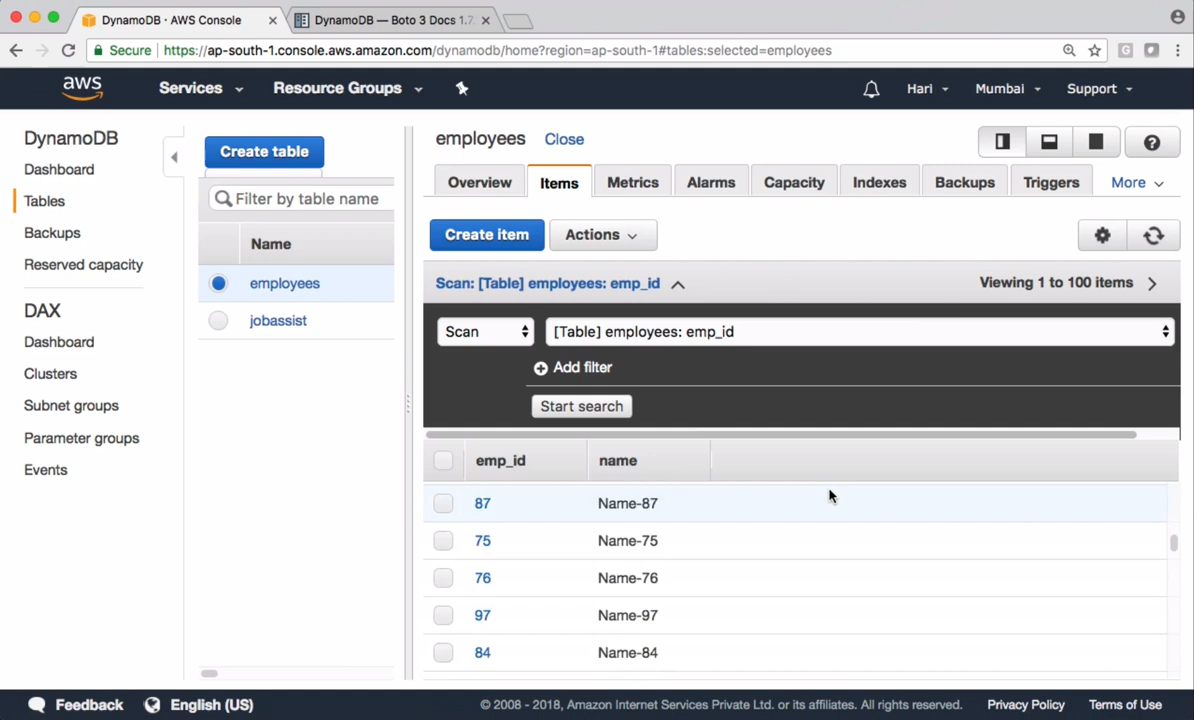 DynamoDB · AWS Console
DynamoDB — Boto 3 Docs 1.7.
Secure https://ap-south-1.console.aws.amazon.com/dynamodb/home?region=ap-south-1#tables:selected=employees
aws Services Resource Groups Hari Mumbai Support
DynamoDB
Dashboard
Tables
Backups
Reserved capacity
DAX
Dashboard
Clusters
Subnet groups
Parameter groups
Events
Create table
Filter by table name
Name
employees
jobassist
employees Close
Overview Items Metrics Alarms Capacity Indexes Backups Triggers More
Create item Actions
Scan: [Table] employees: emp_id Viewing 1 to 100 items
Scan [Table] employees: emp_id
Add filter
Start search
emp_id name
87 Name-87
75 Name-75
76 Name-76
97 Name-97
84 Name-84
Feedback English (US) © 2008 - 2018, Amazon Internet Services Private Ltd. or its affiliates. All rights reserved. Privacy Policy Terms of Use